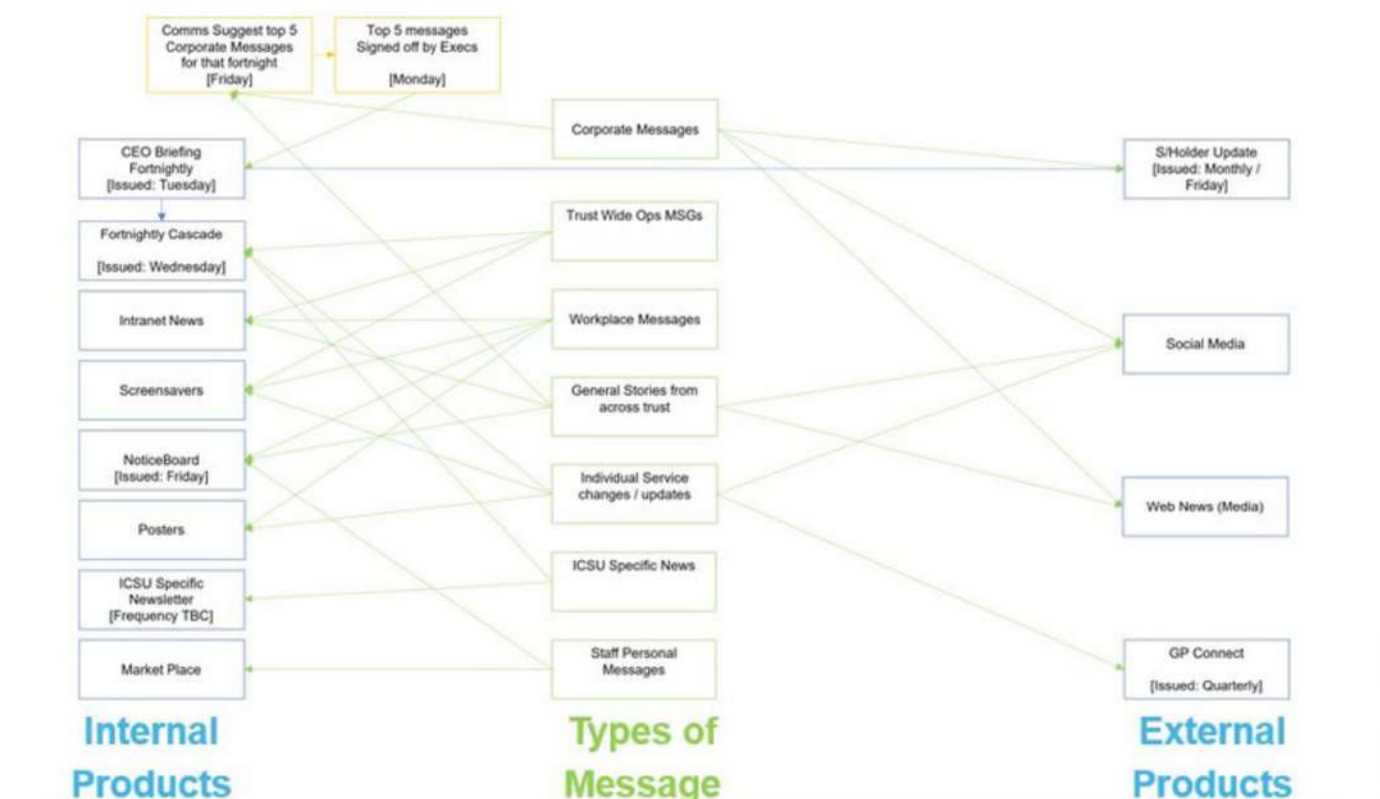 Comms Suggest top 5
Corporate Messages
for that fortnight
[Friday]
Top 5 messages
Signed off by Execs
[Monday]
CEO Briefing
Fortnightly
[Issued: Tuesday]
Fortnightly Cascade
[Issued: Wednesday]
Intranet News
Screensavers
NoticeBoard
[Issued: Friday]
Posters
ICSU Specific
Newsletter
[Frequency TBC]
Market Place
Internal
Products
Corporate Messages
Trust Wide Ops MSGs
Workplace Messages
General Stories from
across trust
Individual Service
changes / updates
ICSU Specific News
Staff Personal
Messages
Types of
Message
S/Holder Update
[Issued: Monthly /
Friday]
Social Media
Web News (Media)
GP Connect
[Issued: Quarterly]
External
Products